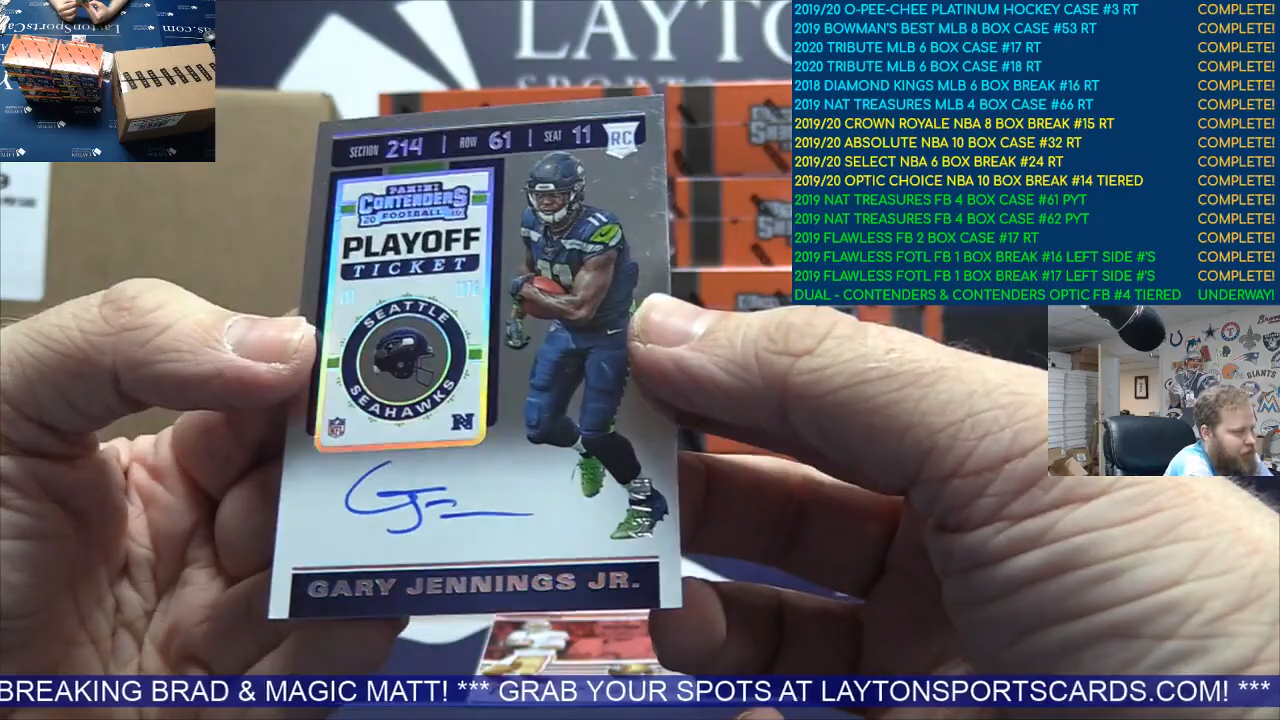 LAYTON
SPORTS
2019/20 O-PEE-CHEE PLATINUM HOCKEY CASE #3 RT COMPLETE!
2019 BOWMAN'S BEST MLB 8 BOX CASE #53 RT COMPLETE!
2020 TRIBUTE MLB 6 BOX CASE #17 RT COMPLETE!
2020 TRIBUTE MLB 6 BOX CASE #18 RT COMPLETE!
2018 DIAMOND KINGS MLB 6 BOX BREAK #16 RT COMPLETE!
2019 NAT TREASURES MLB 4 BOX CASE #66 RT COMPLETE!
2019/20 CROWN ROYALE NBA 8 BOX BREAK #15 RT COMPLETE!
2019/20 ABSOLUTE NBA 10 BOX CASE #32 RT COMPLETE!
2019/20 SELECT NBA 6 BOX BREAK #24 RT COMPLETE!
2019/20 OPTIC CHOICE NBA 10 BOX BREAK #14 TIERED COMPLETE!
2019 NAT TREASURES FB 4 BOX CASE #61 PYT COMPLETE!
2019 NAT TREASURES FB 4 BOX CASE #62 PYT COMPLETE!
2019 FLAWLESS FB 2 BOX CASE #17 RT COMPLETE!
2019 FLAWLESS FOTL FB 1 BOX BREAK #16 LEFT SIDE #'S COMPLETE!
2019 FLAWLESS FOTL FB 1 BOX BREAK #17 LEFT SIDE #'S COMPLETE!
DUAL - CONTENDERS & CONTENDERS OPTIC FB #4 TIERED UNDERWAY!
SECTION 214 | ROW 61 | SEAT 11
RC
PANINI
CONTENDERS
20 FOOTBALL 19
PLAYOFF
TICKET
SEATTLE
SEAHAWKS
NFL
N
11
GARY JENNINGS JR.
GIANTS
BREAKING BRAD & MAGIC MATT! *** GRAB YOUR SPOTS AT LAYTONSPORTSCARDS.COM! ***